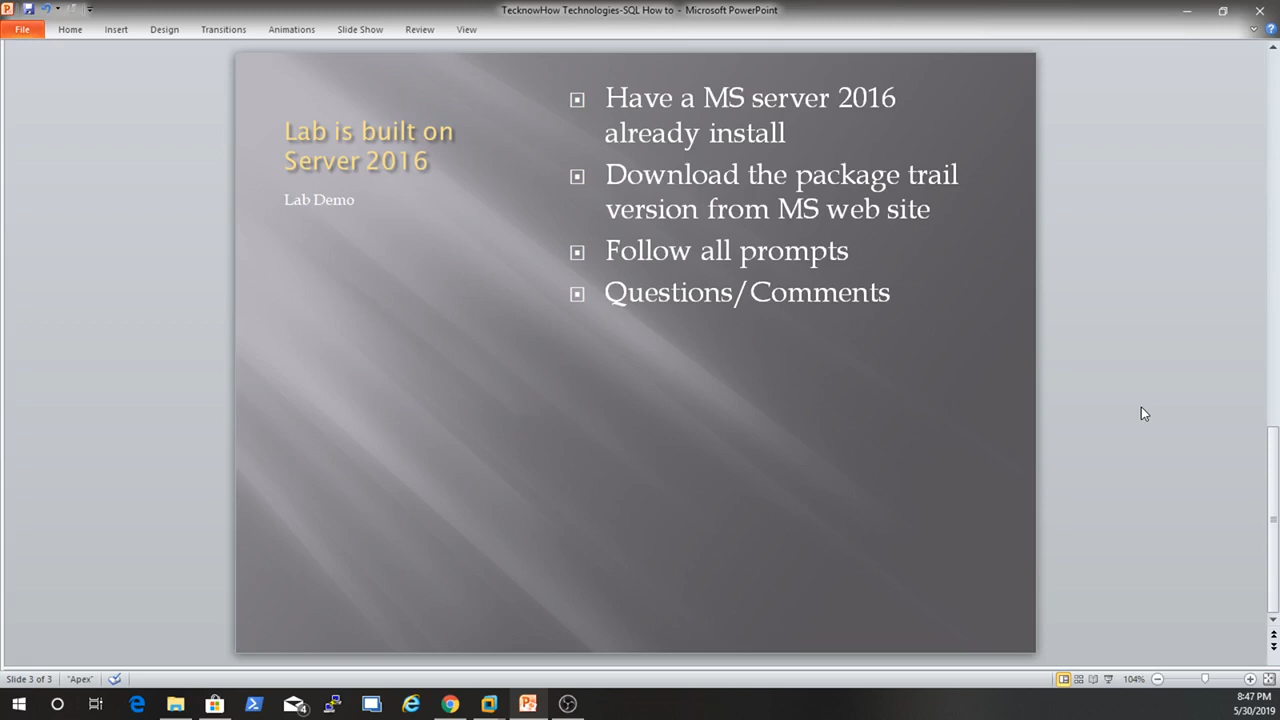 TecknowHow Technologies-SQL How to - Microsoft PowerPoint
File Home Insert Design Transitions Animations Slide Show Review View
Lab is built on
Server 2016
Lab Demo
Have a MS server 2016
already install
Download the package trail
version from MS web site
Follow all prompts
Questions/Comments
Slide 3 of 3 "Apex" 104%
4
8:47 PM
5/30/2019